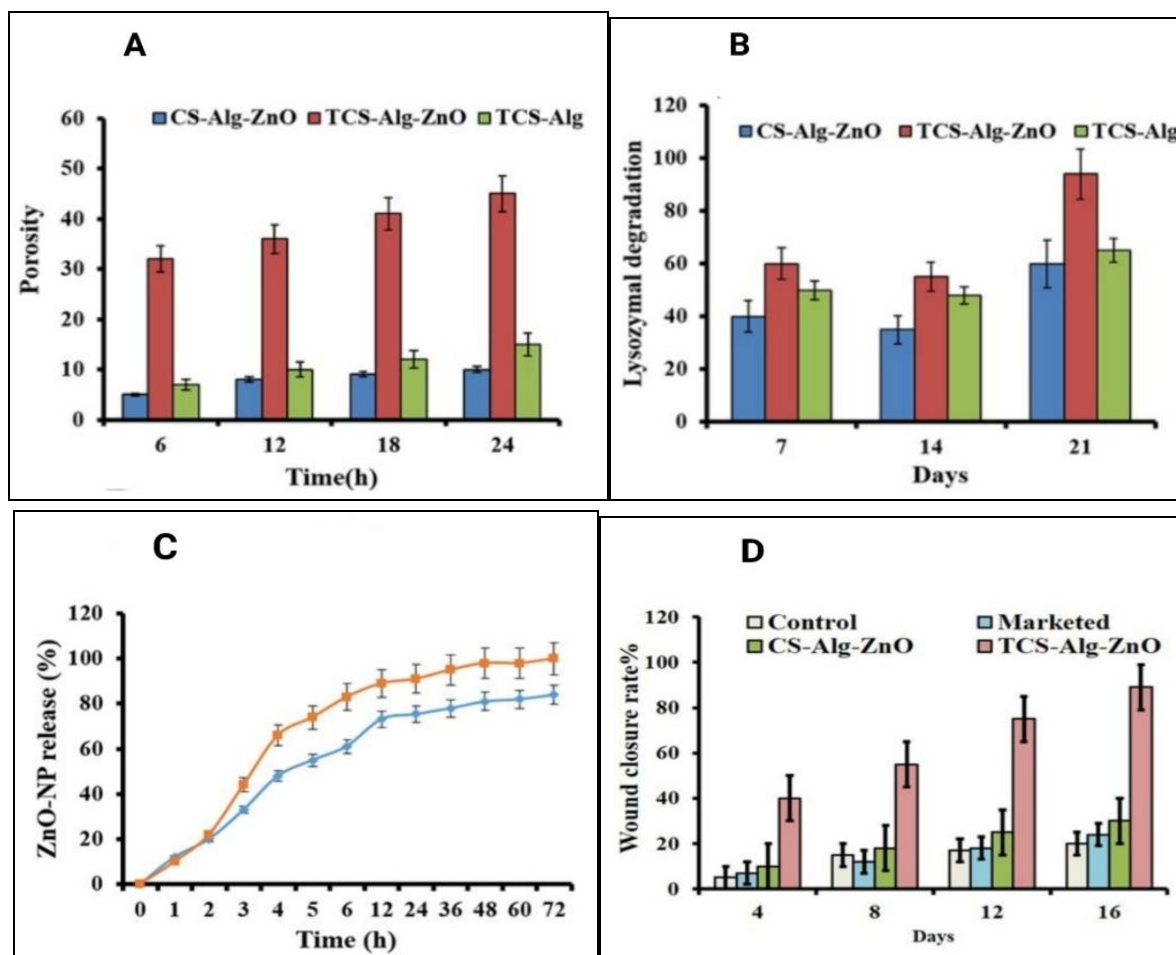 A
CS-Alg-ZnO TCS-Alg-ZnO TCS-Alg
60
50
40
30
20
10
0
Porosity
6 12 18 24
Time(h)
B
120
CS-Alg-ZnO TCS-Alg-ZnO TCS-Alg
100
80
60
40
20
0
Lysozymal degradation
7 14 21
Days
C
120
100
80
60
40
20
0
ZnO-NP release (%)
0 1 2 3 4 5 6 12 24 36 48 60 72
Time (h)
D
120
Control Marketed
CS-Alg-ZnO TCS-Alg-ZnO
100
80
60
40
20
0
Wound closure rate%
4 8 12 16
Days